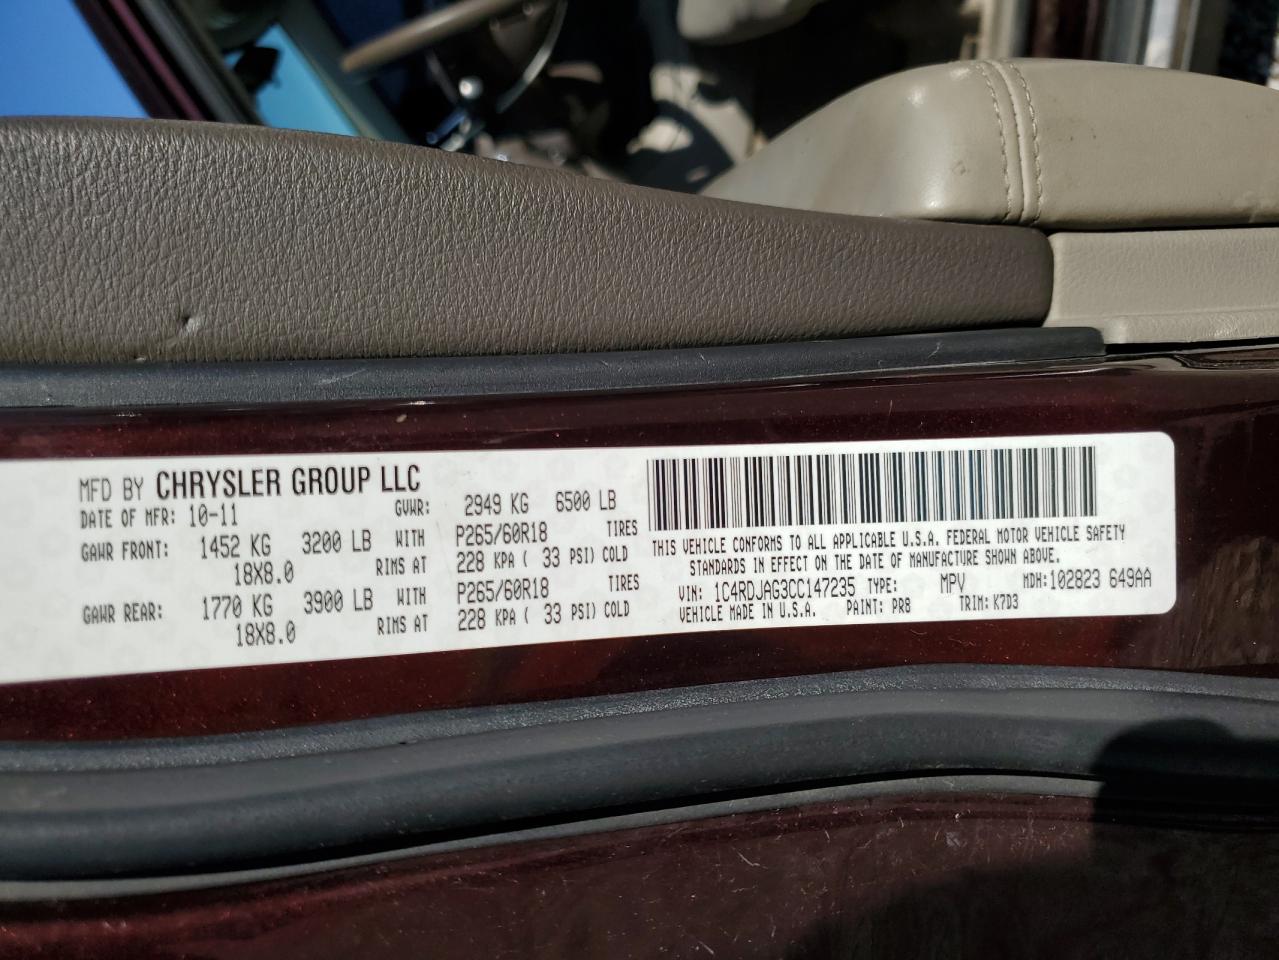 MFD BY CHRYSLER GROUP LLC
DATE OF MFR: 10-11 GVWR: 2949 KG 6500 LB
GAWR FRONT: 1452 KG 3200 LB WITH P265/60R18 TIRES
18X8.0 RIMS AT 228 KPA ( 33 PSI) COLD
GAWR REAR: 1770 KG 3900 LB WITH P265/60R18 TIRES
18X8.0 RIMS AT 228 KPA ( 33 PSI) COLD
THIS VEHICLE CONFORMS TO ALL APPLICABLE U.S.A. FEDERAL MOTOR VEHICLE SAFETY
STANDARDS IN EFFECT ON THE DATE OF MANUFACTURE SHOWN ABOVE.
VIN: 1C4RDJAG3CC147235 TYPE: MPV MDH:102823 649AA
VEHICLE MADE IN U.S.A. PAINT: PR8 TRIM: K7D3